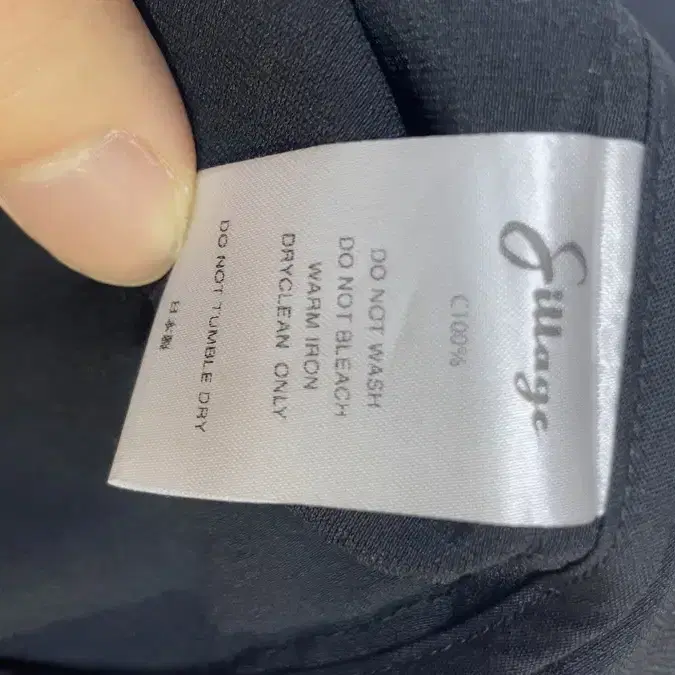 Sillage
C100%
DO NOT WASH
DO NOT BLEACH
WARM IRON
DRYCLEAN ONLY
DO NOT TUMBLE DRY
日本製